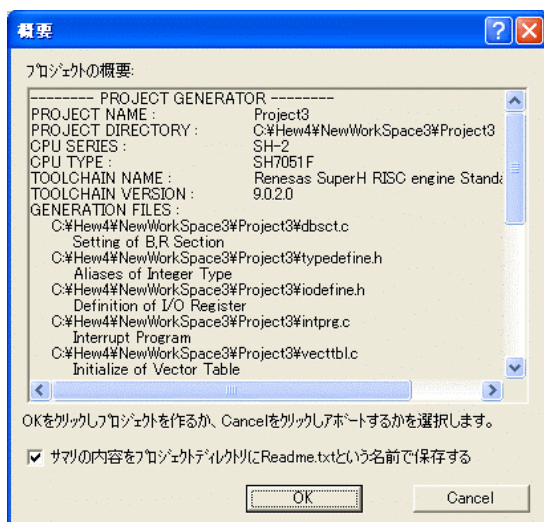 概要
プロジェクトの概要:
-------- PROJECT GENERATOR --------
PROJECT NAME : Project3
PROJECT DIRECTORY : C:¥Hew4¥NewWorkSpace3¥Project3
CPU SERIES : SH-2
CPU TYPE : SH7051F
TOOLCHAIN NAME : Renesas SuperH RISC engine Standa
TOOLCHAIN VERSION : 9.0.2.0
GENERATION FILES :
C:¥Hew4¥NewWorkSpace3¥Project3¥dbsct.c
Setting of B,R Section
C:¥Hew4¥NewWorkSpace3¥Project3¥typedefine.h
Aliases of Integer Type
C:¥Hew4¥NewWorkSpace3¥Project3¥iodefine.h
Definition of I/O Register
C:¥Hew4¥NewWorkSpace3¥Project3¥intprg.c
Interrupt Program
C:¥Hew4¥NewWorkSpace3¥Project3¥vecttbl.c
Initialize of Vector Table
OKをクリックしプロジェクトを作るか、Cancelをクリックしアボートするかを選択します。
サマリの内容をプロジェクトディレクトリにReadme.txtという名前で保存する
OK
Cancel